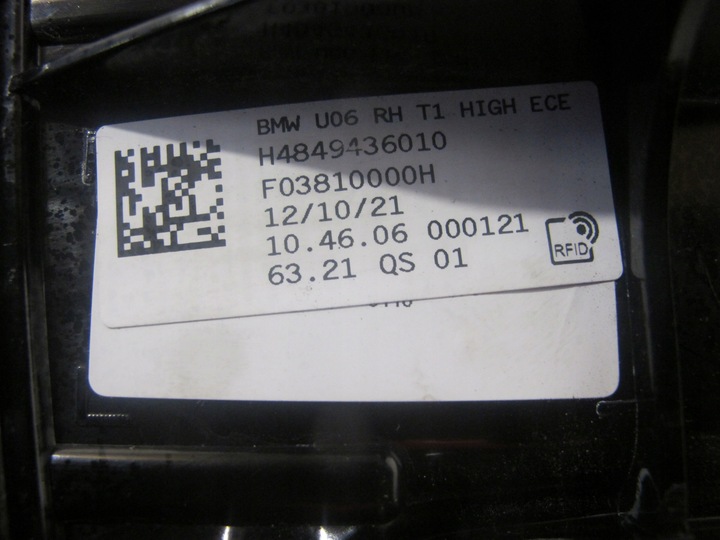 BMW U06 RH T1 HIGH ECE
H4849436010
F03810000H
12/10/21
10.46.06 000121
63.21 QS 01
RFID